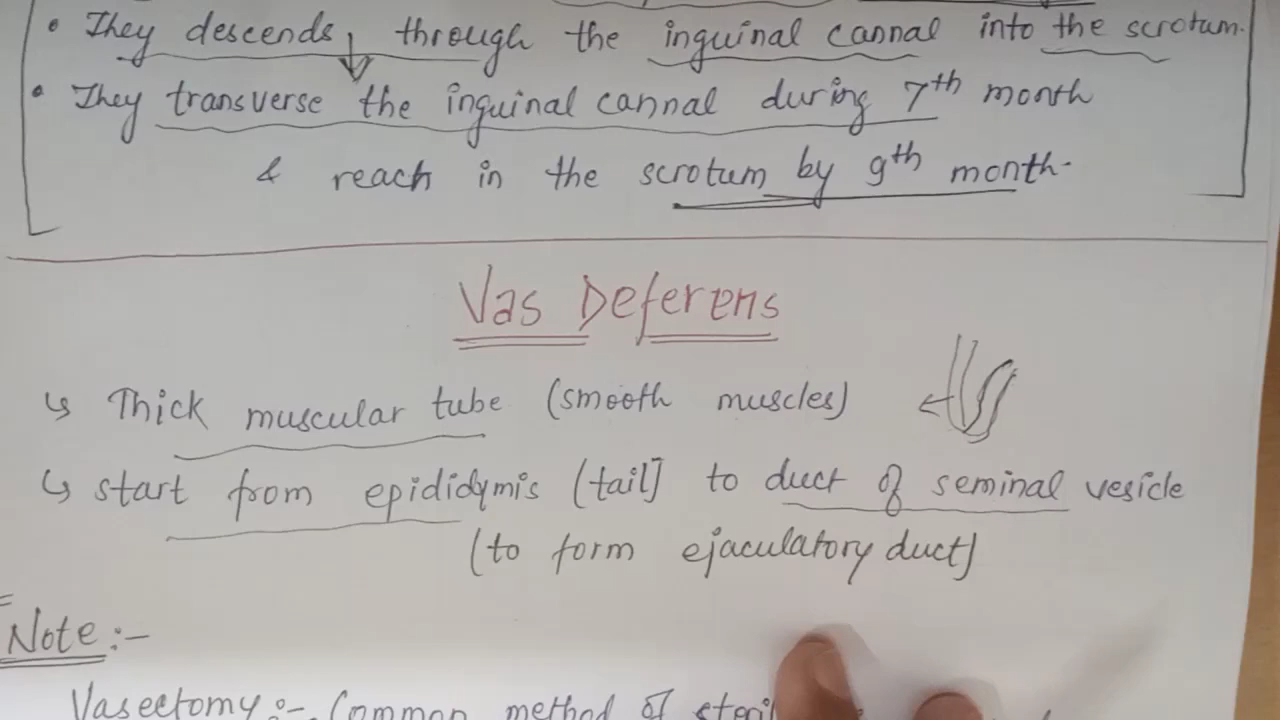 • They descends, through the inguinal cannal into the scrotum.
• They transverse the inguinal cannal during 7th month
& reach in the scrotum by 9th month.
Vas Deferens
↳ Thick muscular tube (smooth muscles)
↳ start from epididymis (tail] to duct of seminal vesicle
(to form ejaculatory duct)
Note:-
Vasectomy:- Common method of